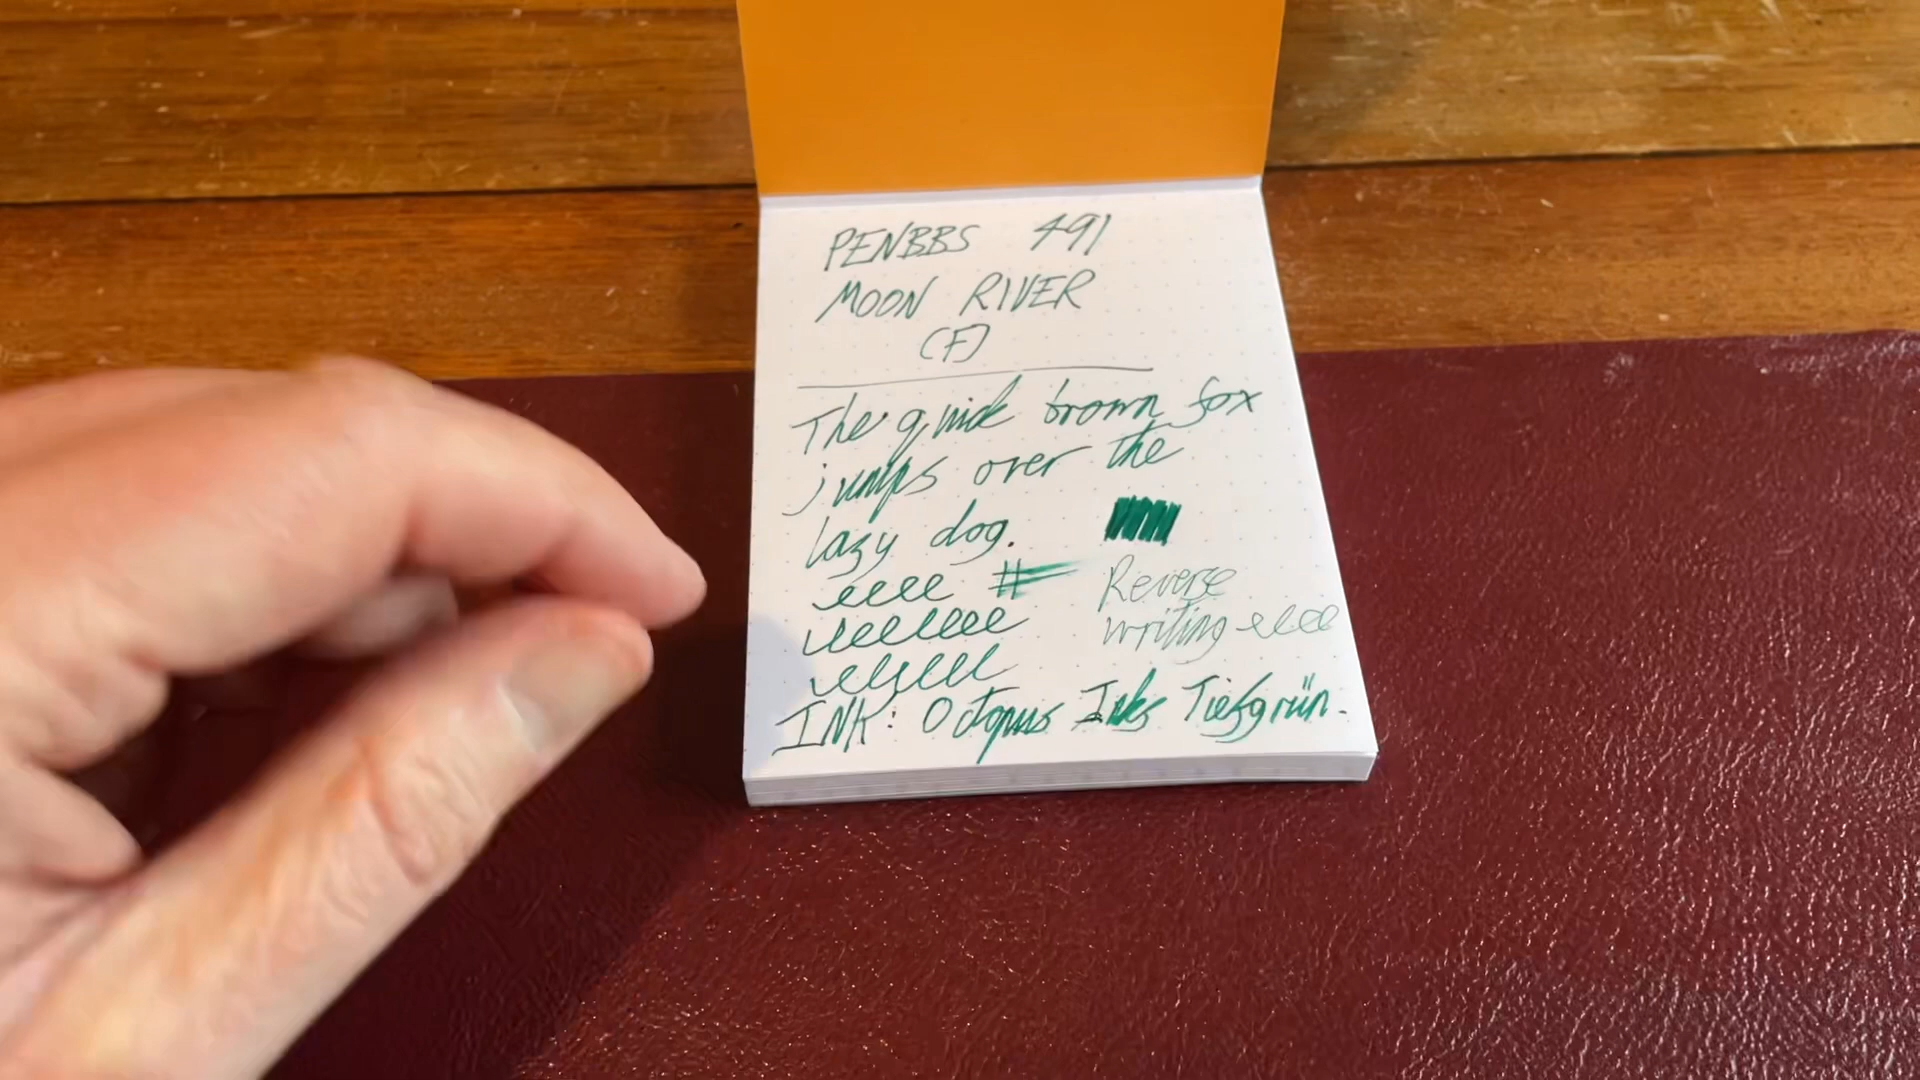 PENBBS 491
MOON RIVER
(F)
The quick brown fox
jumps over the
lazy dog.
eeee #
Reverse
eeeeeee
writing eeee
eeeeee
INK: Octopus Inks Tiefgrün.